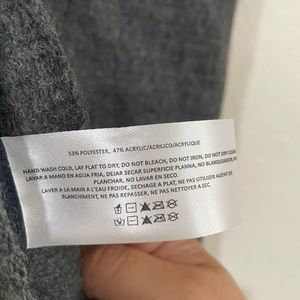 53% POLYESTER, 47% ACRYLIC/ACRILICO/ACRYLIQUE
HAND WASH COLD, LAY FLAT TO DRY, DO NOT BLEACH, DO NOT IRON, DO NOT DRY CLEAN
LAVAR A MANO EN AGUA FRIA, DEJAR SECAR SUPERFICIE PLANNA, NO BLANQUEADOR, NO
PLANCHAR, NO LAVAR EN SECO.
LAVER A LA MAIN A L'EAU FROIDE, SECHAGE A PLAT, NE PAS UTILISER AGENT DE
BLANCHIMENT, NE PAS REPASSER, NE PAS NETTOYER A SEC.